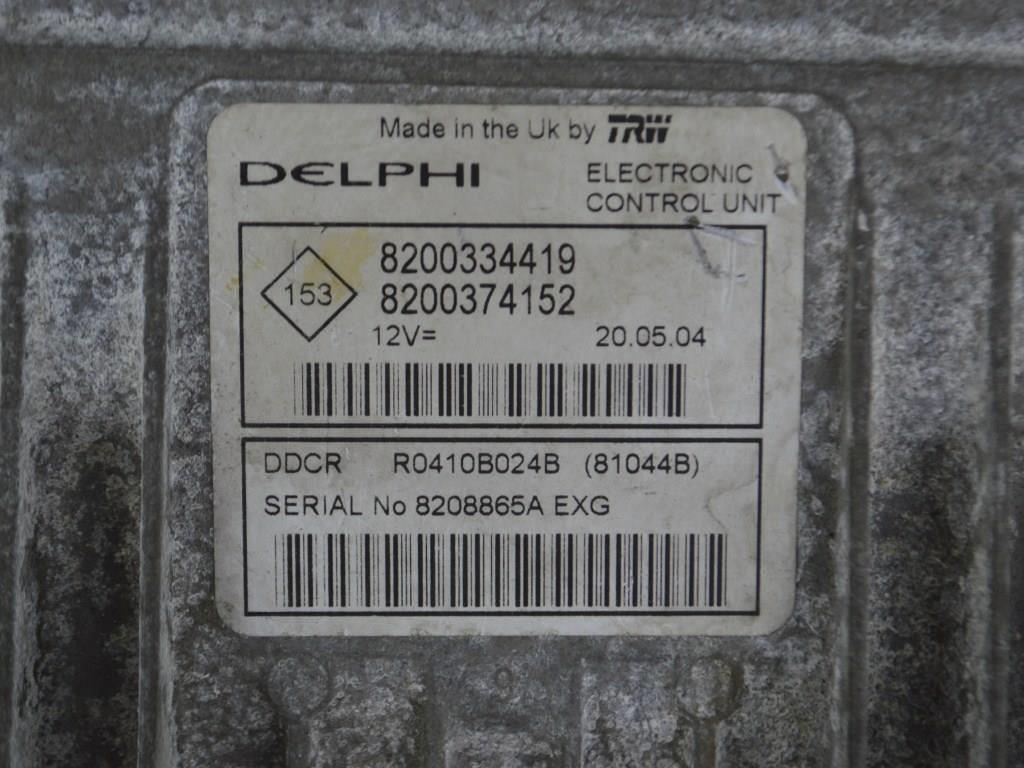 Made in the Uk by TRW
DELPHI
ELECTRONIC
CONTROL UNIT
153
8200334419
8200374152
12V=
20.05.04
DDCR R0410B024B (81044B)
SERIAL No 8208865A EXG
9